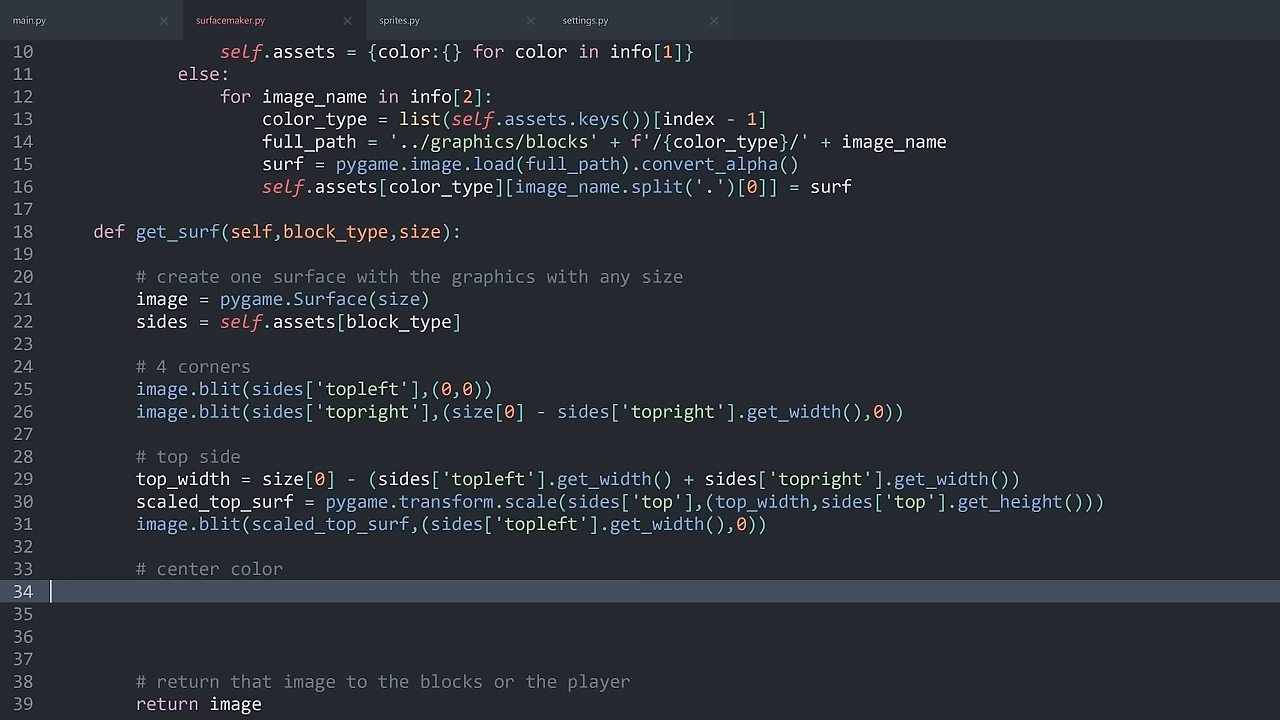 main.py
surfacemaker.py
sprites.py
settings.py
10 self.assets = {color:{} for color in info[1]}
11 else:
12 for image_name in info[2]:
13 color_type = list(self.assets.keys())[index - 1]
14 full_path = '../graphics/blocks' + f'/{color_type}/' + image_name
15 surf = pygame.image.load(full_path).convert_alpha()
16 self.assets[color_type][image_name.split('.')[0]] = surf
17
18 def get_surf(self,block_type,size):
19
20 # create one surface with the graphics with any size
21 image = pygame.Surface(size)
22 sides = self.assets[block_type]
23
24 # 4 corners
25 image.blit(sides['topleft'],(0,0))
26 image.blit(sides['topright'],(size[0] - sides['topright'].get_width(),0))
27
28 # top side
29 top_width = size[0] - (sides['topleft'].get_width() + sides['topright'].get_width())
30 scaled_top_surf = pygame.transform.scale(sides['top'],(top_width,sides['top'].get_height()))
31 image.blit(scaled_top_surf,(sides['topleft'].get_width(),0))
32
33 # center color
34
35
36
37
38 # return that image to the blocks or the player
39 return image